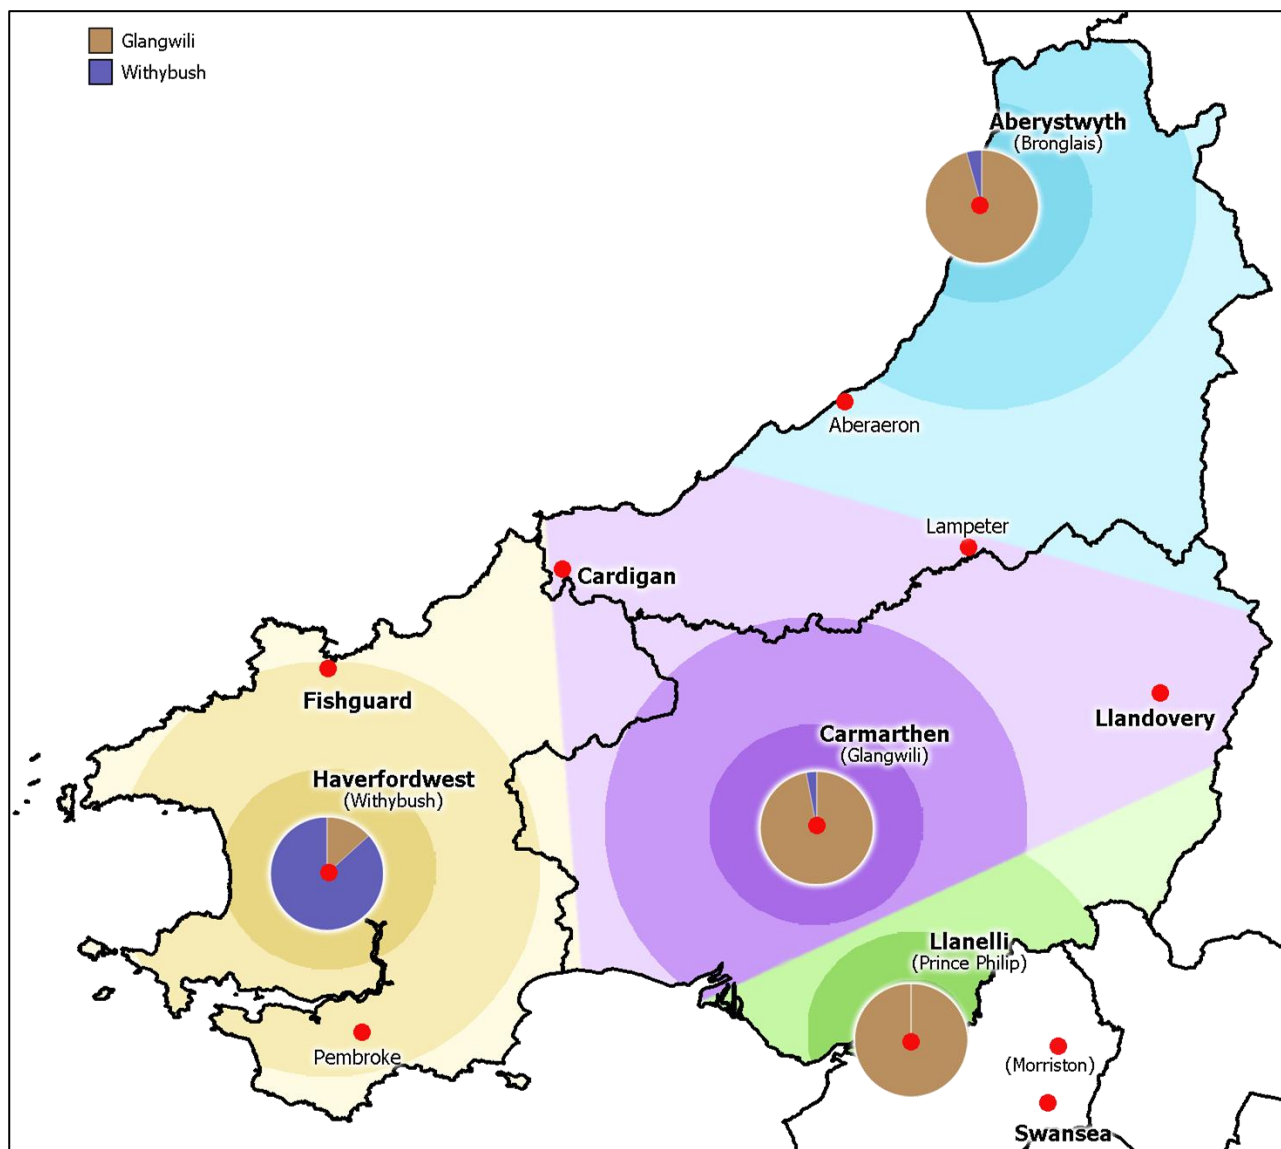 Glangwili
Withybush
Aberystwyth
(Bronglais)
Aberaeron
Lampeter
Cardigan
Fishguard
Llandovery
Carmarthen
(Glangwili)
Haverfordwest
(Withybush)
Llanelli
(Prince Philip)
Pembroke
(Morriston)
Swansea